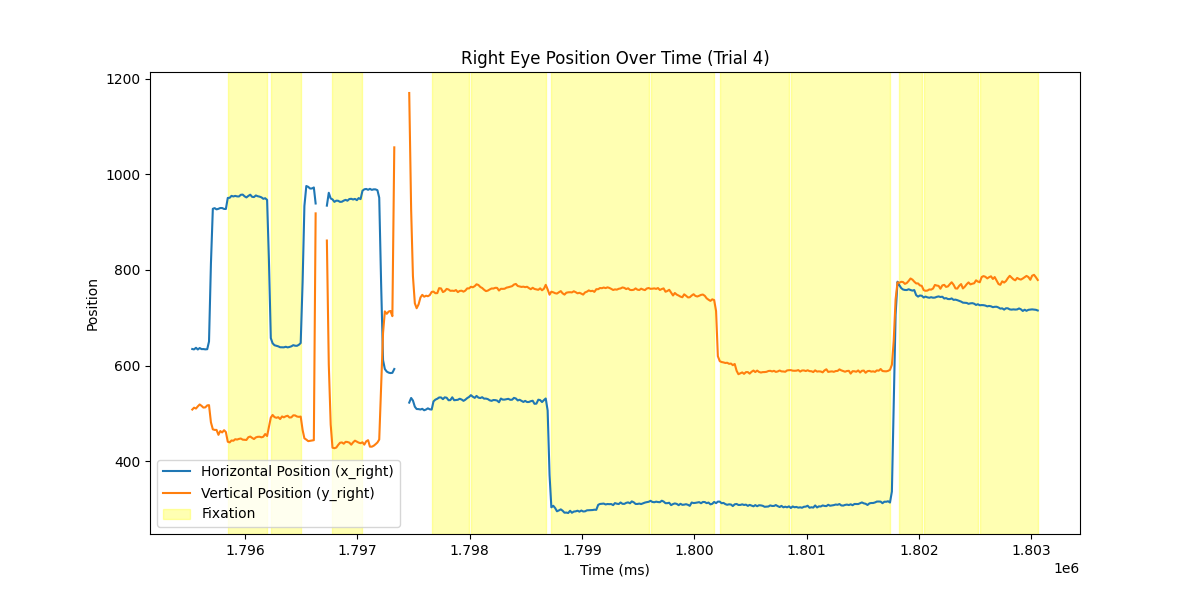 Right Eye Position Over Time (Trial 4)
1200
1000
800
600
400
Position
Horizontal Position (x_right)
Vertical Position (y_right)
Fixation
1.796 1.797 1.798 1.799 1.800 1.801 1.802 1.803
1e6
Time (ms)